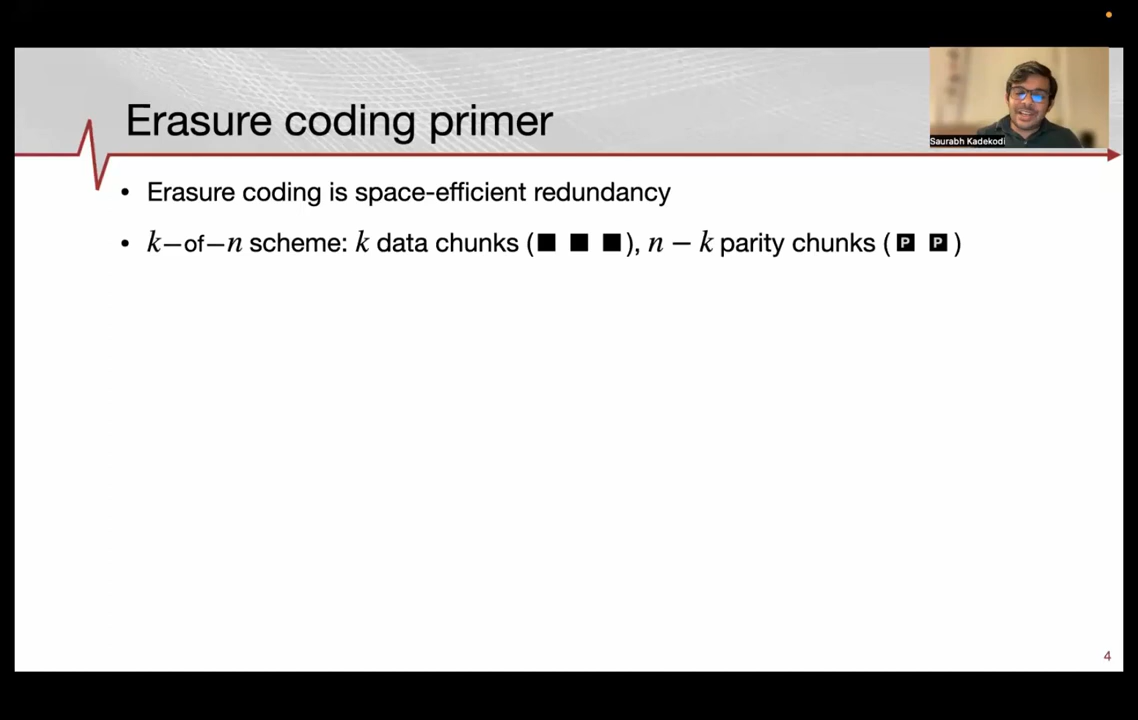 Erasure coding primer
Saurabh Kadekodi
• Erasure coding is space-efficient redundancy
• k–of–n scheme: k data chunks (■ ■ ■), n − k parity chunks ( P P )
4